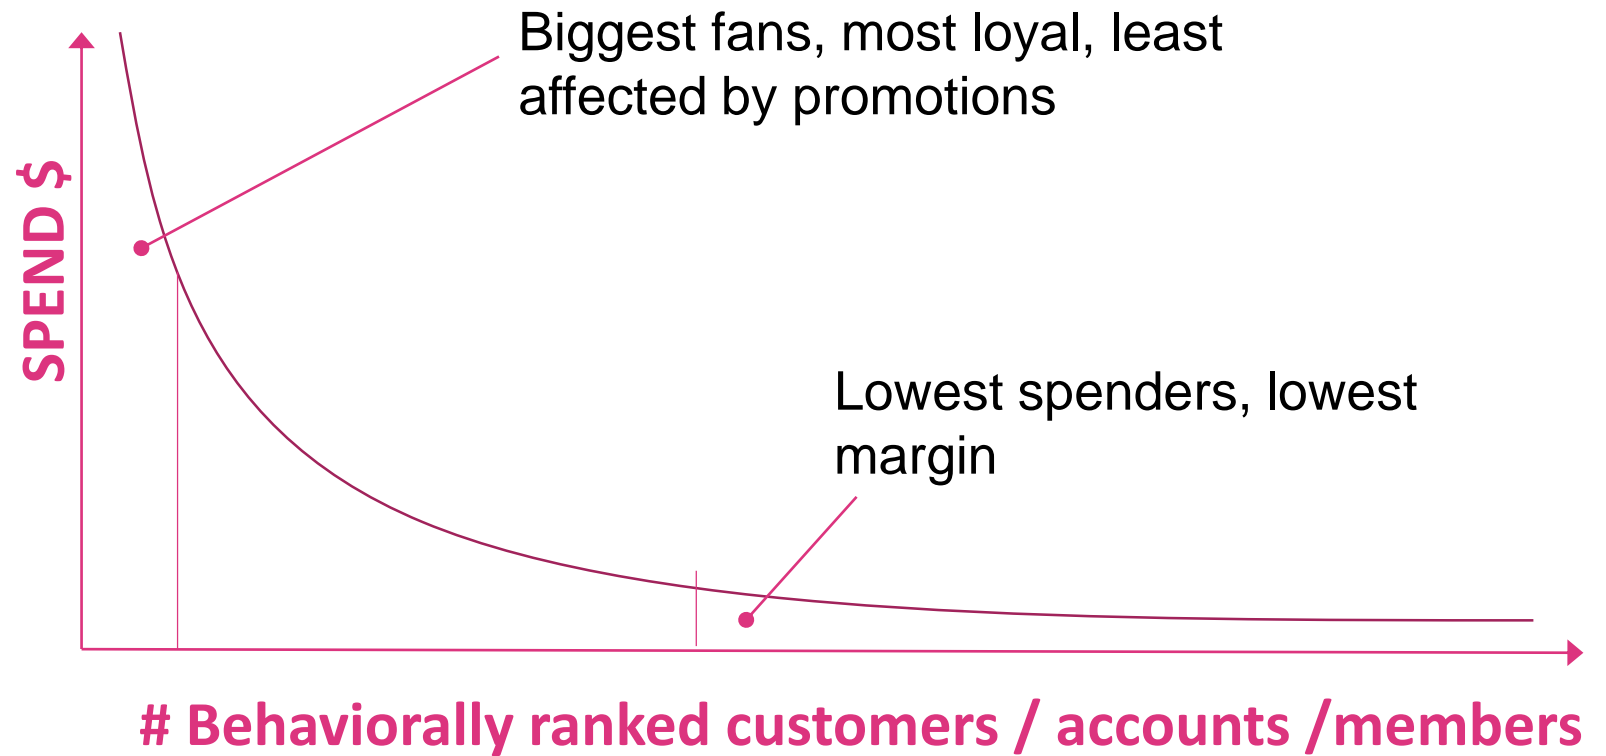 Biggest fans, most loyal, least
affected by promotions
SPEND $
Lowest spenders, lowest
margin
# Behaviorally ranked customers / accounts /members